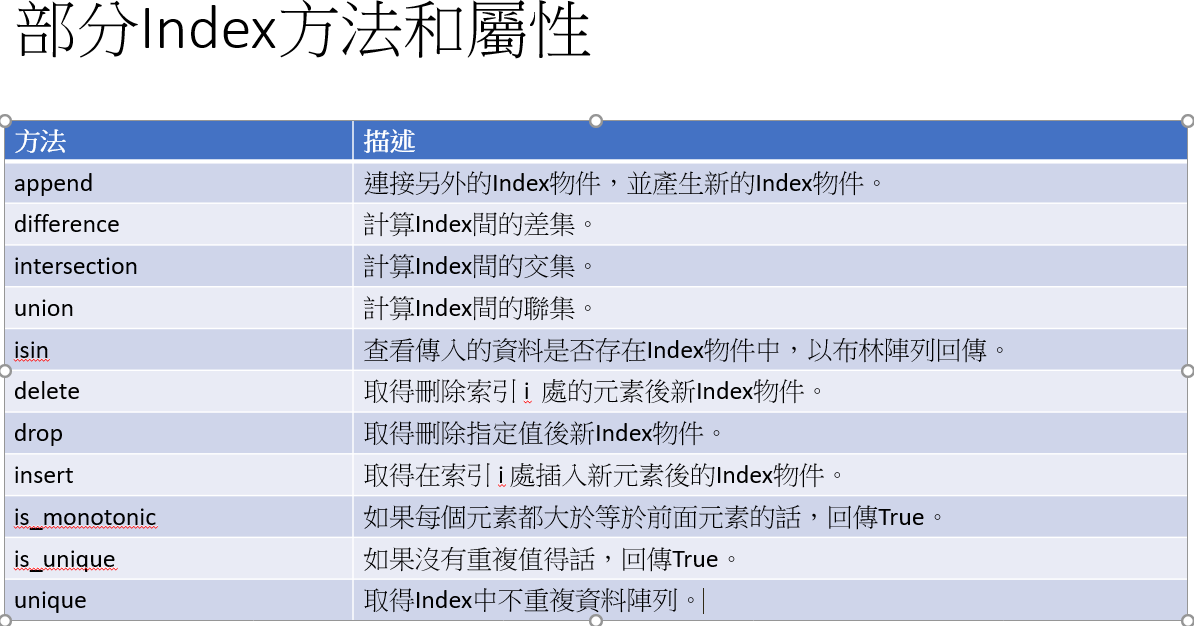 部分Index方法和屬性
方法 描述
append 連接另外的Index物件，並產生新的Index物件。
difference 計算Index間的差集。
intersection 計算Index間的交集。
union 計算Index間的聯集。
isin 查看傳入的資料是否存在Index物件中，以布林陣列回傳。
delete 取得刪除索引 i 處的元素後新Index物件。
drop 取得刪除指定值後新Index物件。
insert 取得在索引 i 處插入新元素後的Index物件。
is_monotonic 如果每個元素都大於等於前面元素的話，回傳True。
is_unique 如果沒有重複值得話，回傳True。
unique 取得Index中不重複資料陣列。